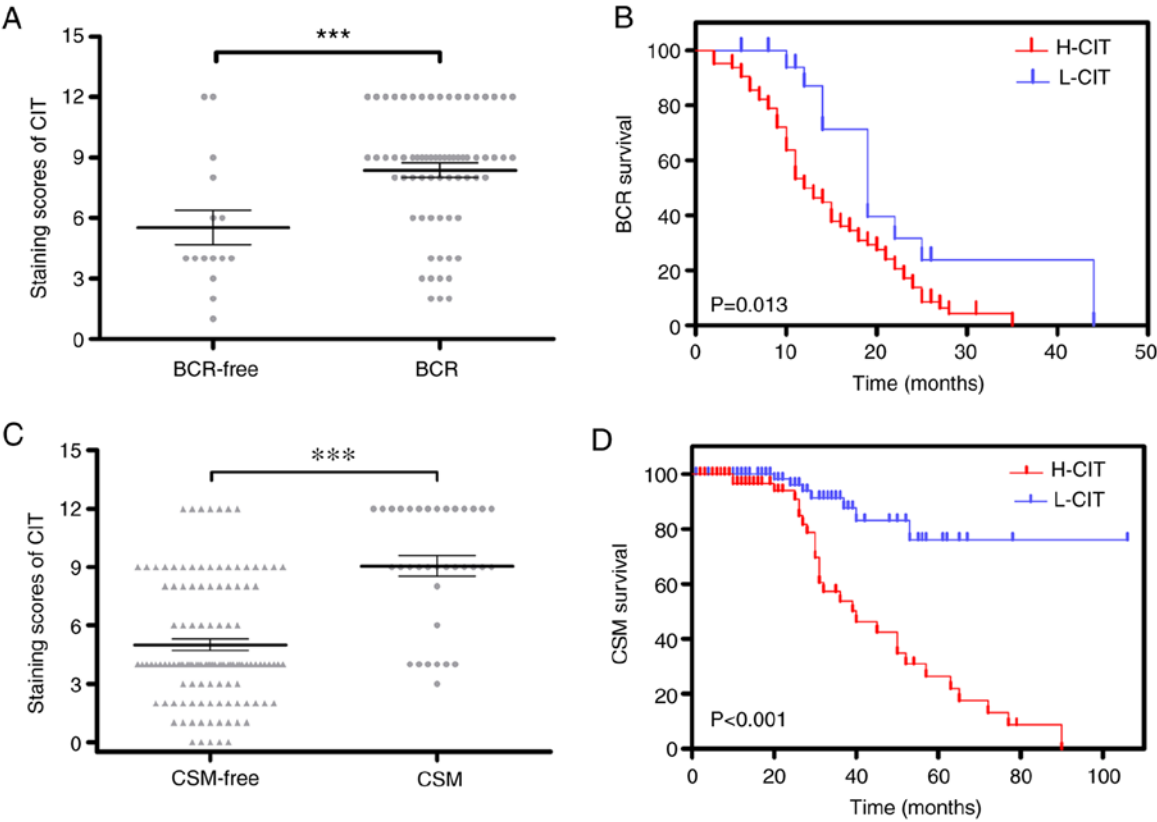 A
Staining scores of CIT
15
12
9
6
3
0
***
BCR-free
BCR
B
BCR survival
100
80
60
40
20
0
H-CIT
L-CIT
P=0.013
0 10 20 30 40 50
Time (months)
C
Staining scores of CIT
15
12
9
6
3
0
***
CSM-free
CSM
D
CSM survival
100
80
60
40
20
0
H-CIT
L-CIT
P<0.001
0 20 40 60 80 100
Time (months)